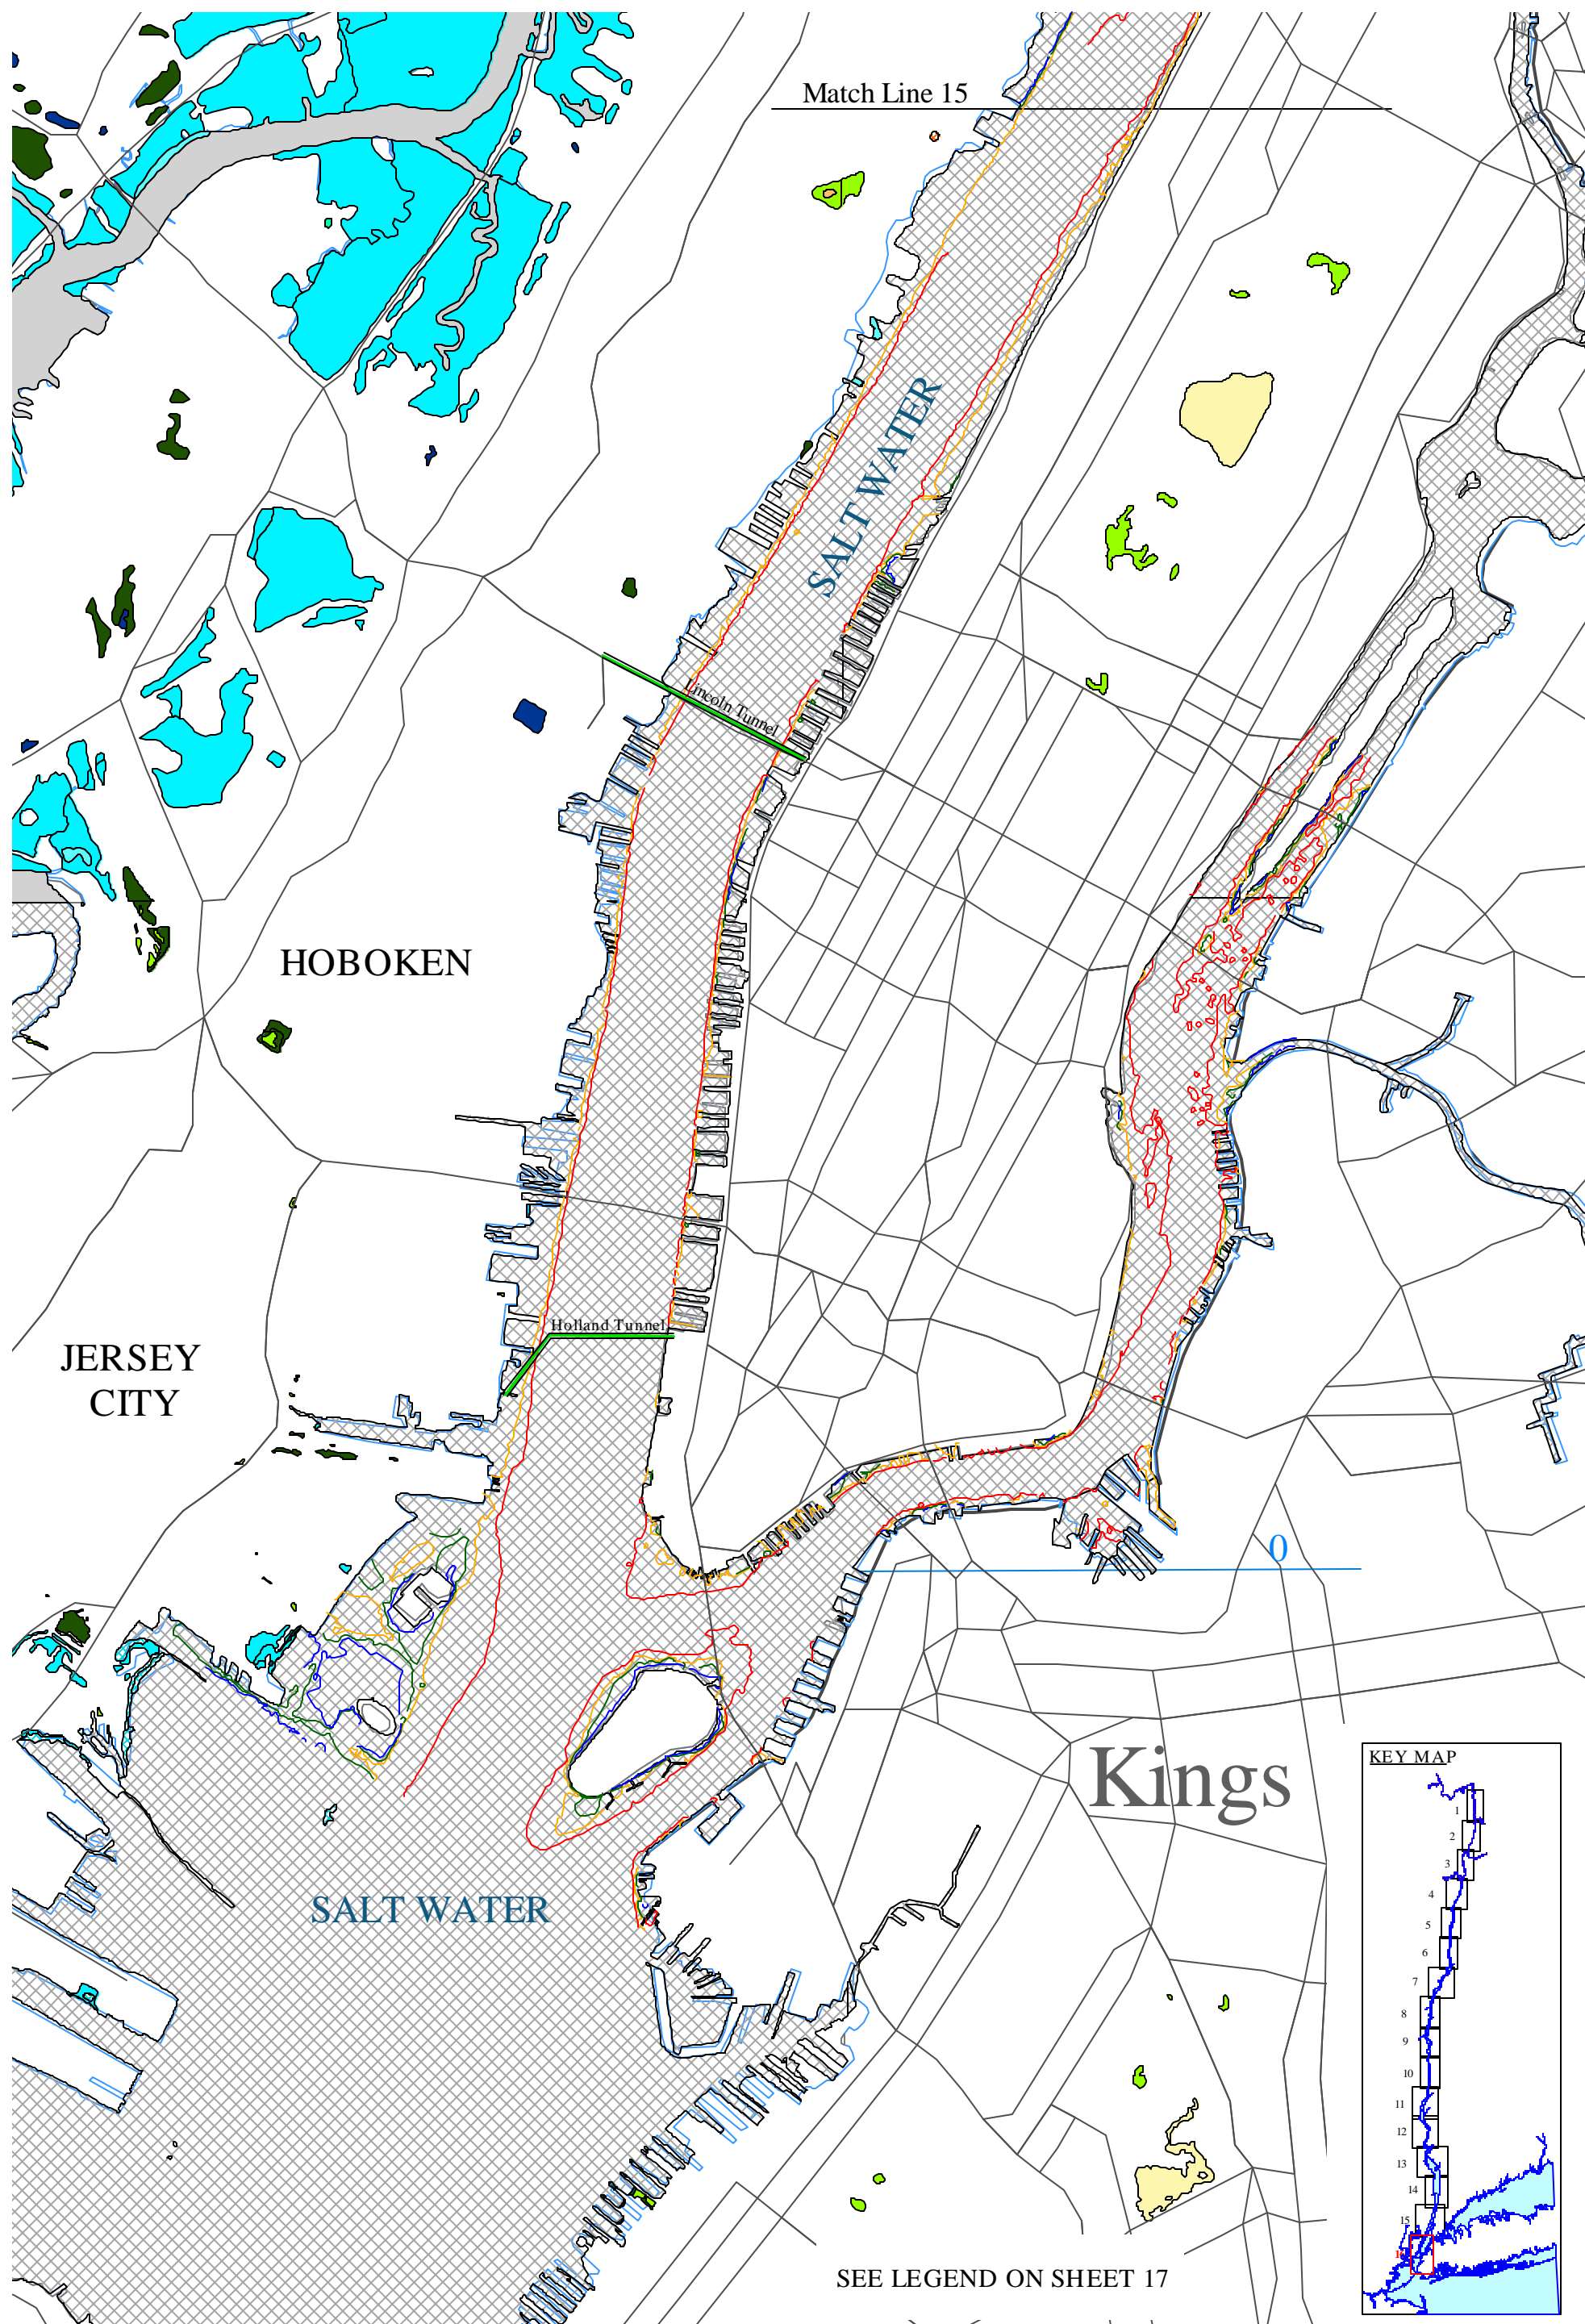 Match Line 15
SALT WATER
Lincoln Tunnel
HOBOKEN
Holland Tunnel
JERSEY
CITY
0
Kings
SALT WATER
KEY MAP
1
2
3
4
5
6
7
8
9
10
11
12
13
14
15
SEE LEGEND ON SHEET 17